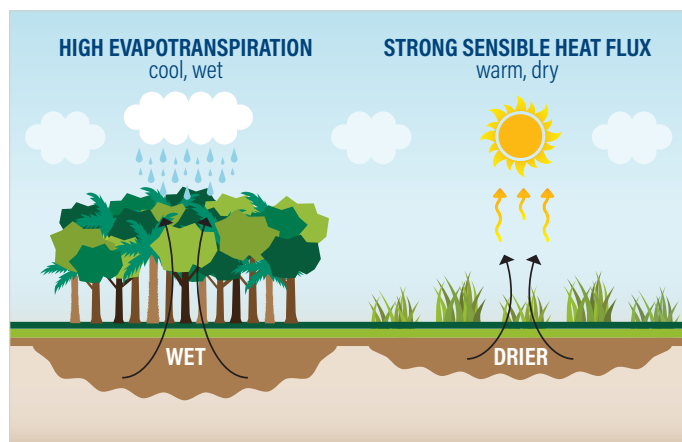 HIGH EVAPOTRANSPIRATION
cool, wet
STRONG SENSIBLE HEAT FLUX
warm, dry
WET
DRIER